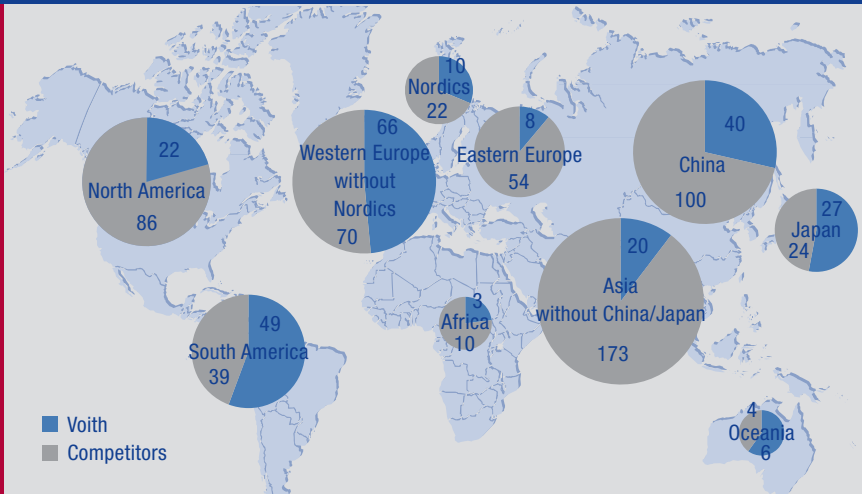 10
Nordics
22
66
Western Europe
without
Nordics
70
8
Eastern Europe
54
40
China
100
22
North America
86
27
Japan
24
20
Asia
without China/Japan
173
3
Africa
10
49
South America
39
4
Oceania
6
Voith
Competitors